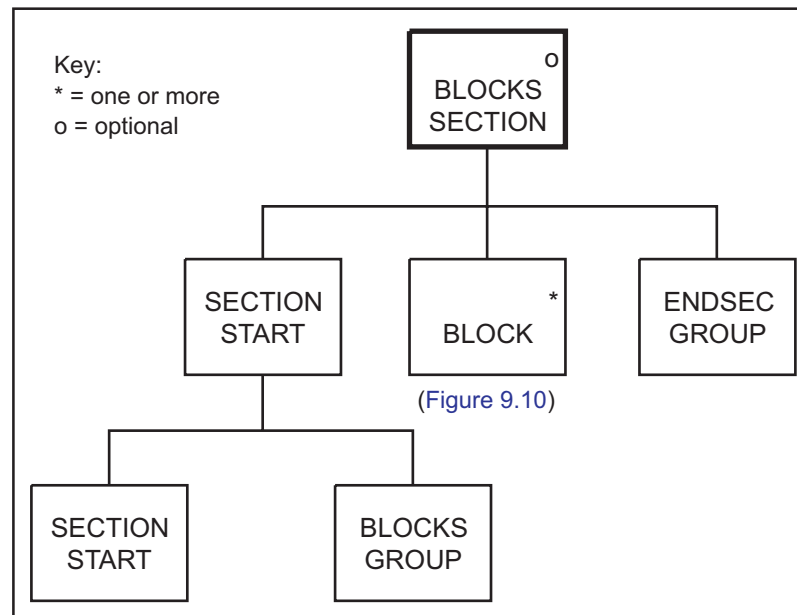 Key:
* = one or more
o = optional
o
BLOCKS
SECTION
SECTION
START
*
BLOCK
(Figure 9.10)
ENDSEC
GROUP
SECTION
START
BLOCKS
GROUP